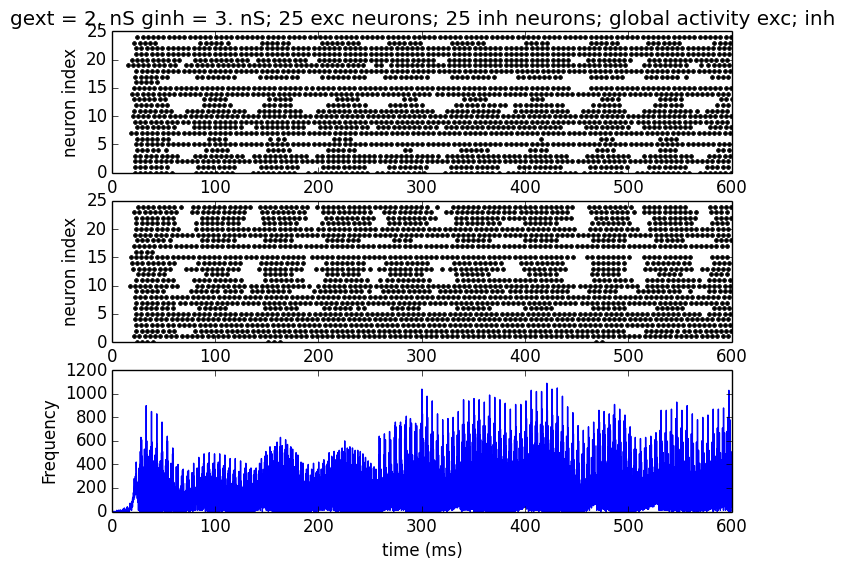 gext = 2. nS ginh = 3. nS; 25 exc neurons; 25 inh neurons; global activity exc; inh
25
20
15
10
5
0
neuron index
0 100 200 300 400 500 600
25
20
15
10
5
0
neuron index
0 100 200 300 400 500 600
1200
1000
800
600
400
200
0
Frequency
0 100 200 300 400 500 600
time (ms)